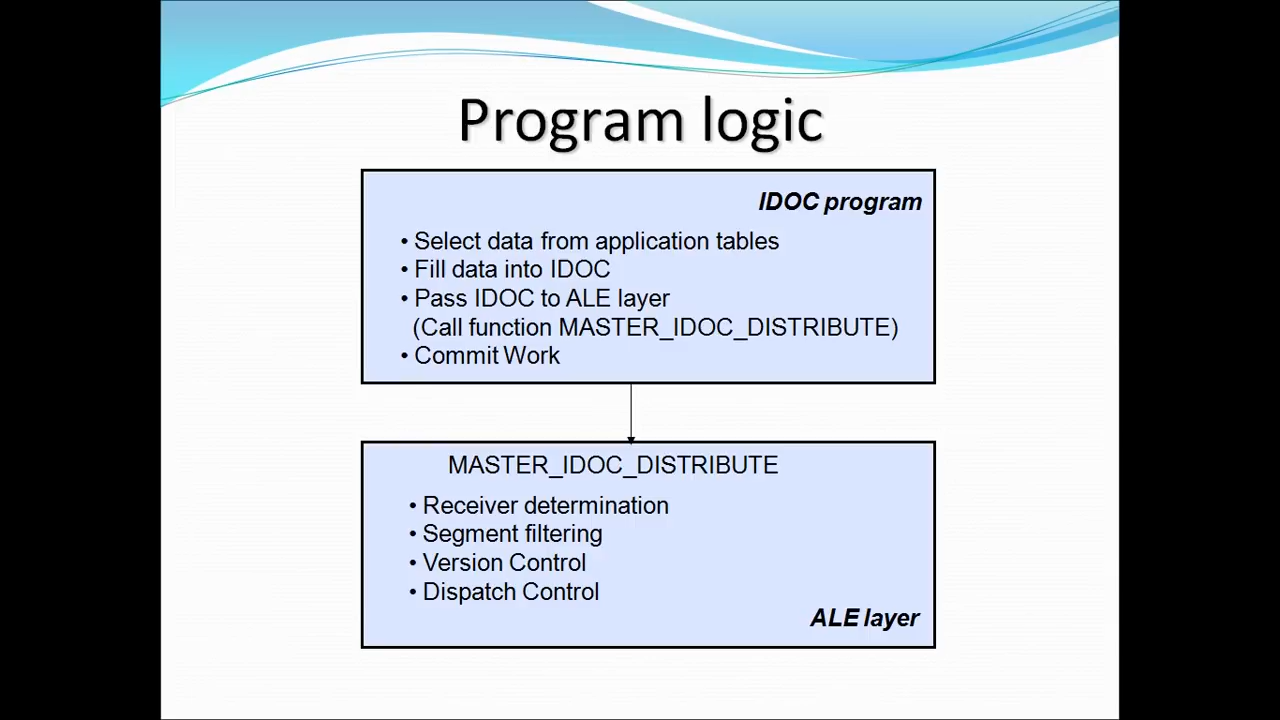 Program logic
IDOC program
• Select data from application tables
• Fill data into IDOC
• Pass IDOC to ALE layer
(Call function MASTER_IDOC_DISTRIBUTE)
• Commit Work
MASTER_IDOC_DISTRIBUTE
• Receiver determination
• Segment filtering
• Version Control
• Dispatch Control
ALE layer